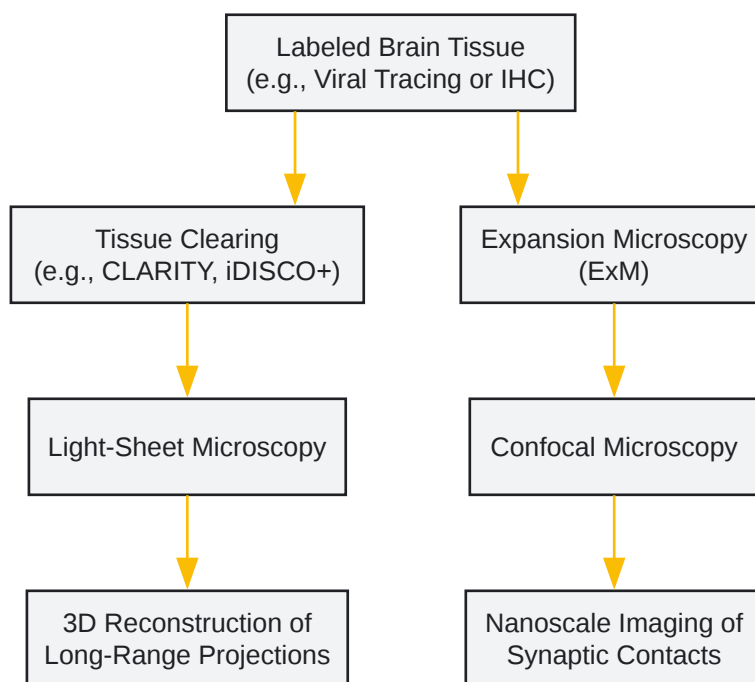 Labeled Brain Tissue
(e.g., Viral Tracing or IHC)
Tissue Clearing
(e.g., CLARITY, iDISCO+)
Expansion Microscopy
(ExM)
Light-Sheet Microscopy
Confocal Microscopy
3D Reconstruction of
Long-Range Projections
Nanoscale Imaging of
Synaptic Contacts